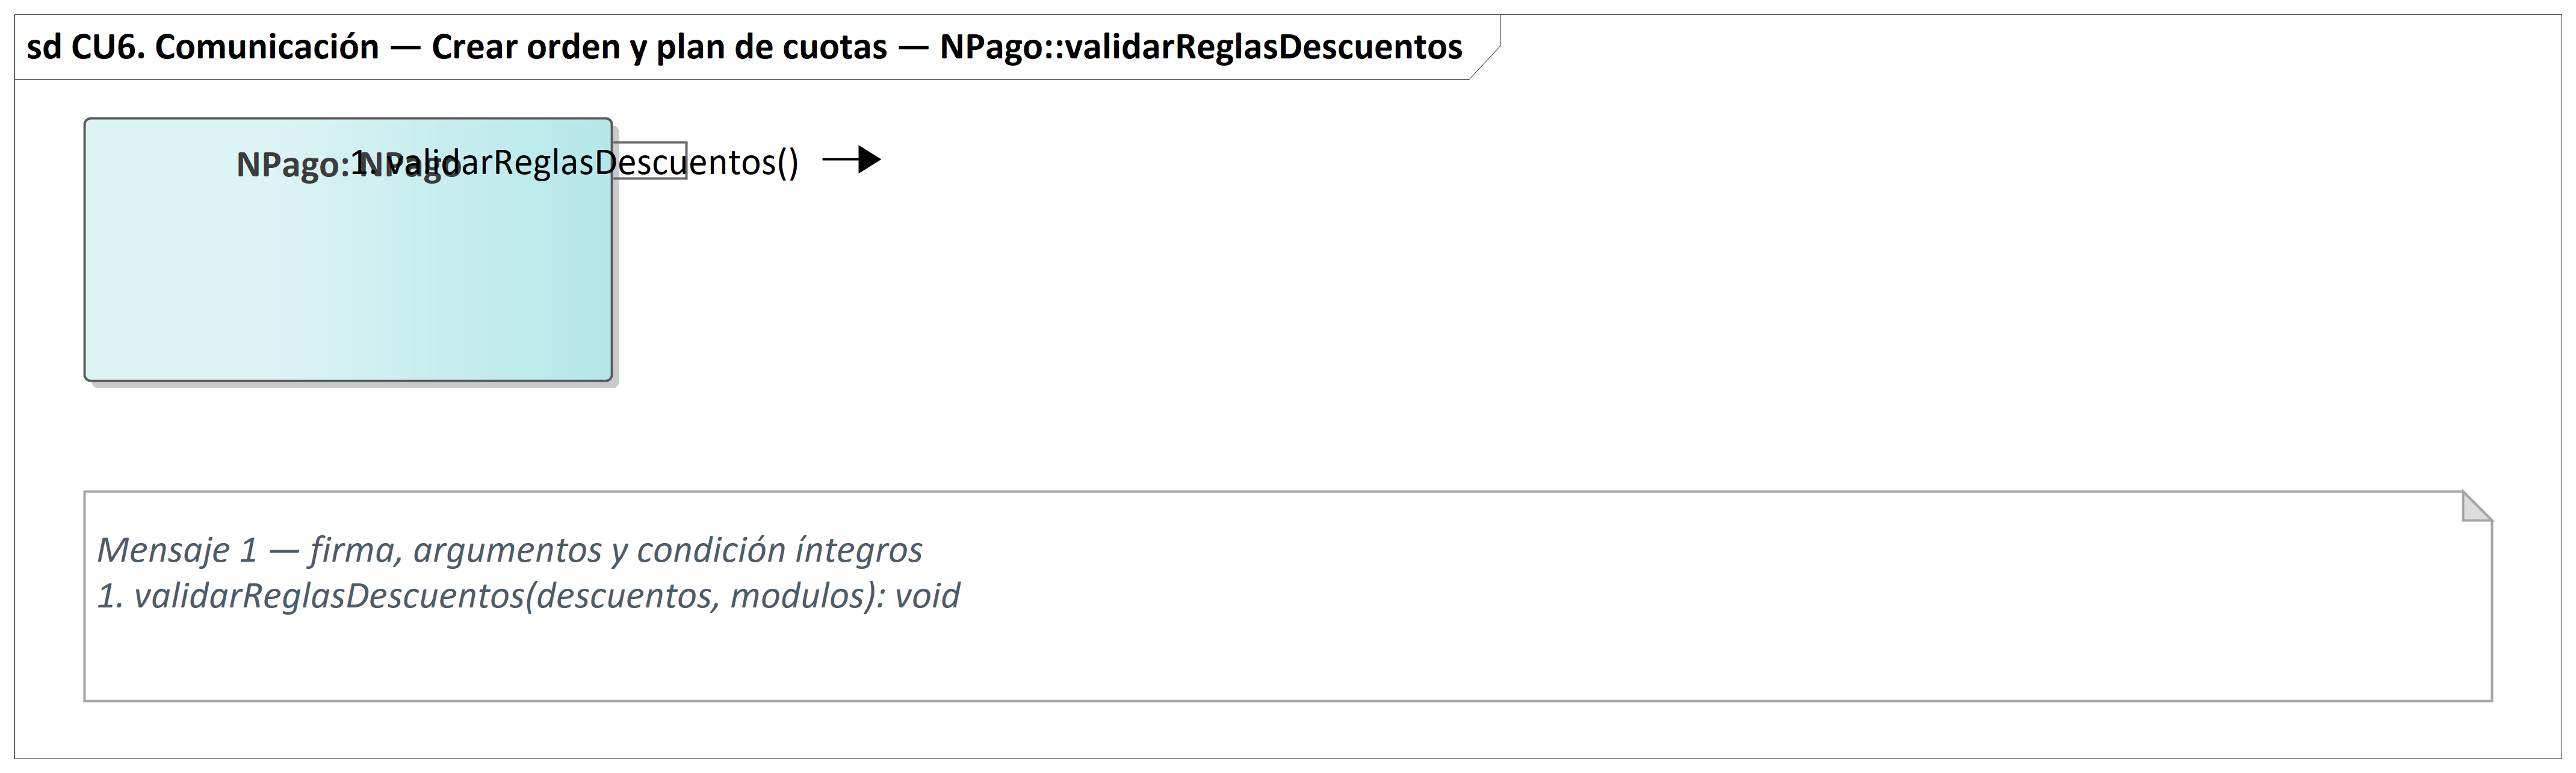 sd CU6. Comunicación — Crear orden y plan de cuotas — NPago::validarReglasDescuentos
NPago: NPago
1. validarReglasDescuentos()
Mensaje 1 — firma, argumentos y condición íntegros
1. validarReglasDescuentos(descuentos, modulos): void